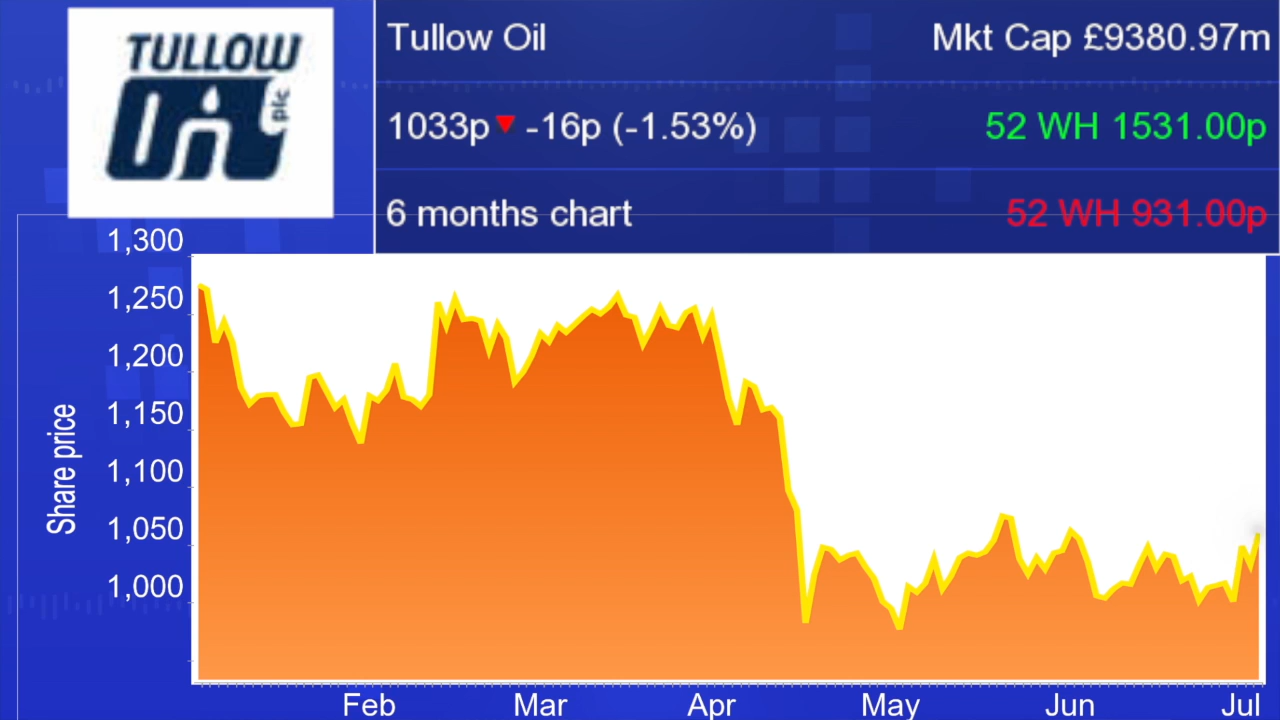 TULLOW
OIL plc
Tullow Oil
Mkt Cap £9380.97m
1033p ▼ -16p (-1.53%)
52 WH 1531.00p
6 months chart
52 WH 931.00p
1,300
1,250
1,200
1,150
1,100
1,050
1,000
Share price
Feb Mar Apr May Jun Jul